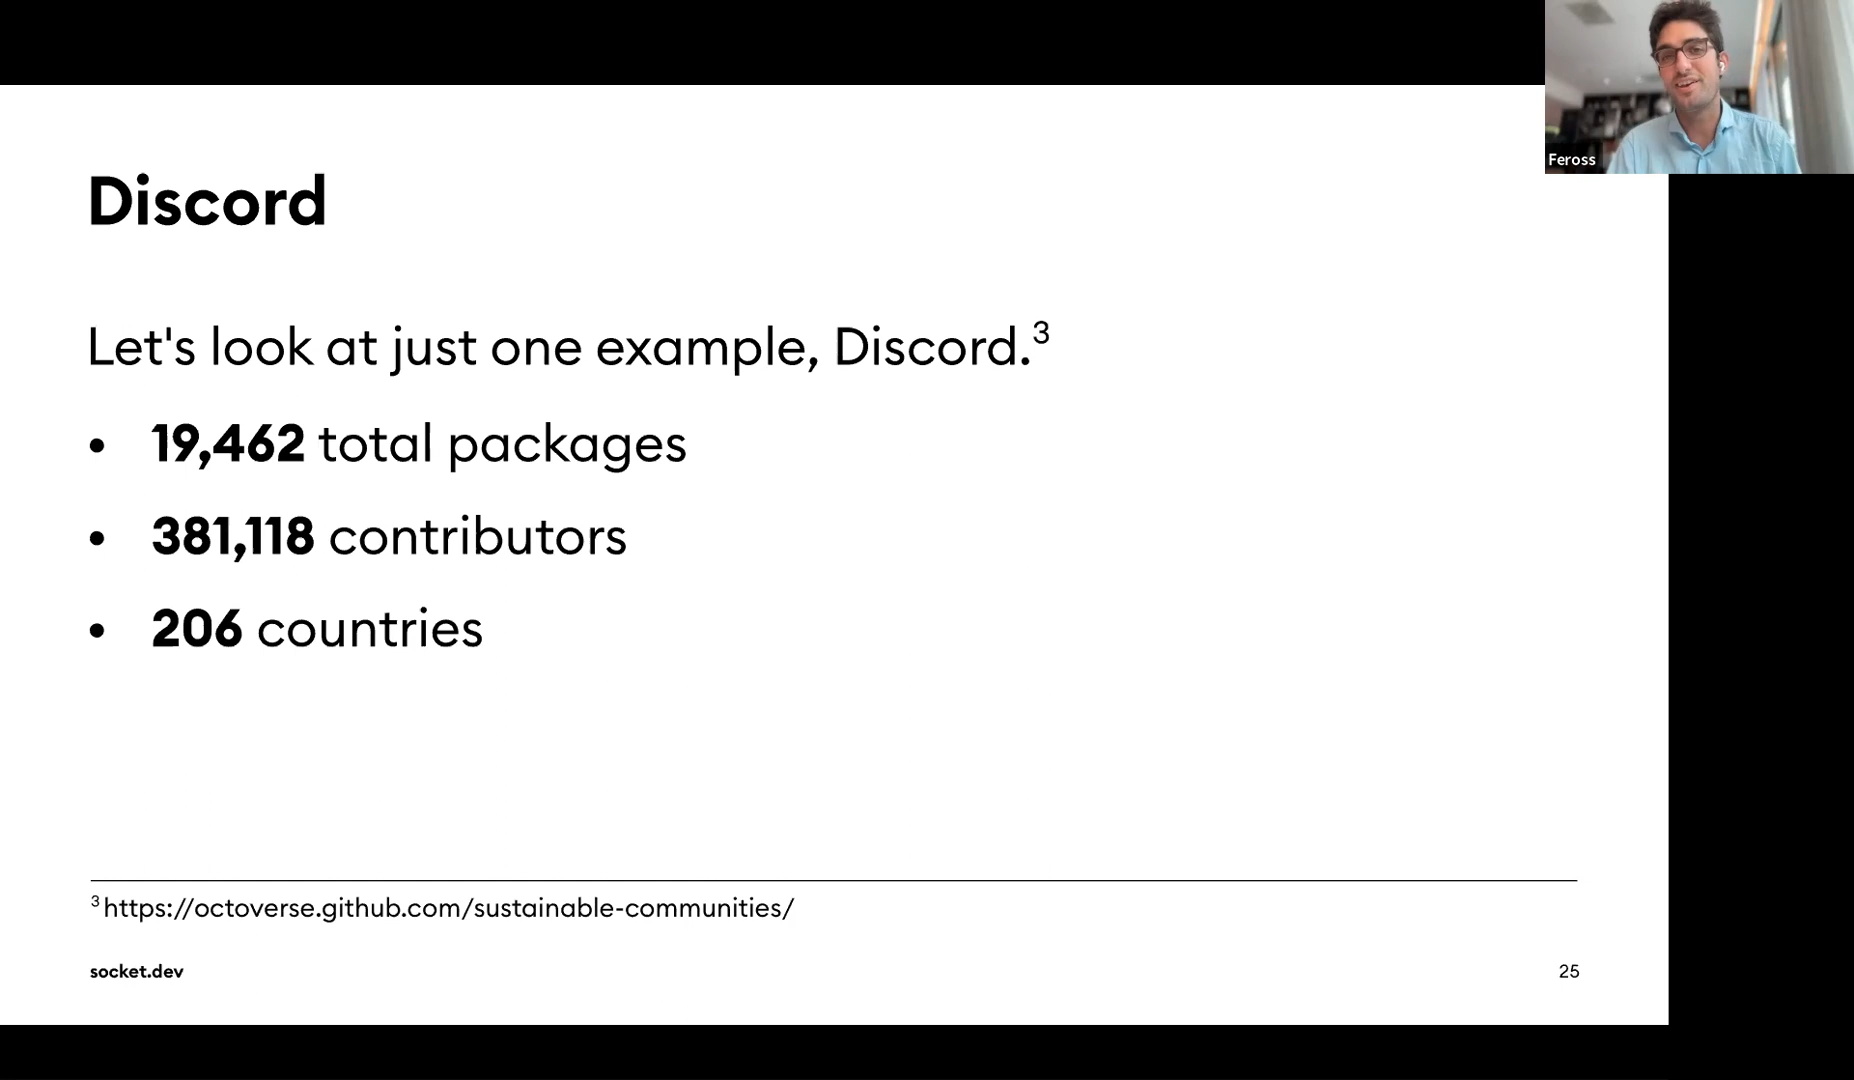 Feross
Discord
Let's look at just one example, Discord.³
• 19,462 total packages
• 381,118 contributors
• 206 countries
³ https://octoverse.github.com/sustainable-communities/
socket.dev
25